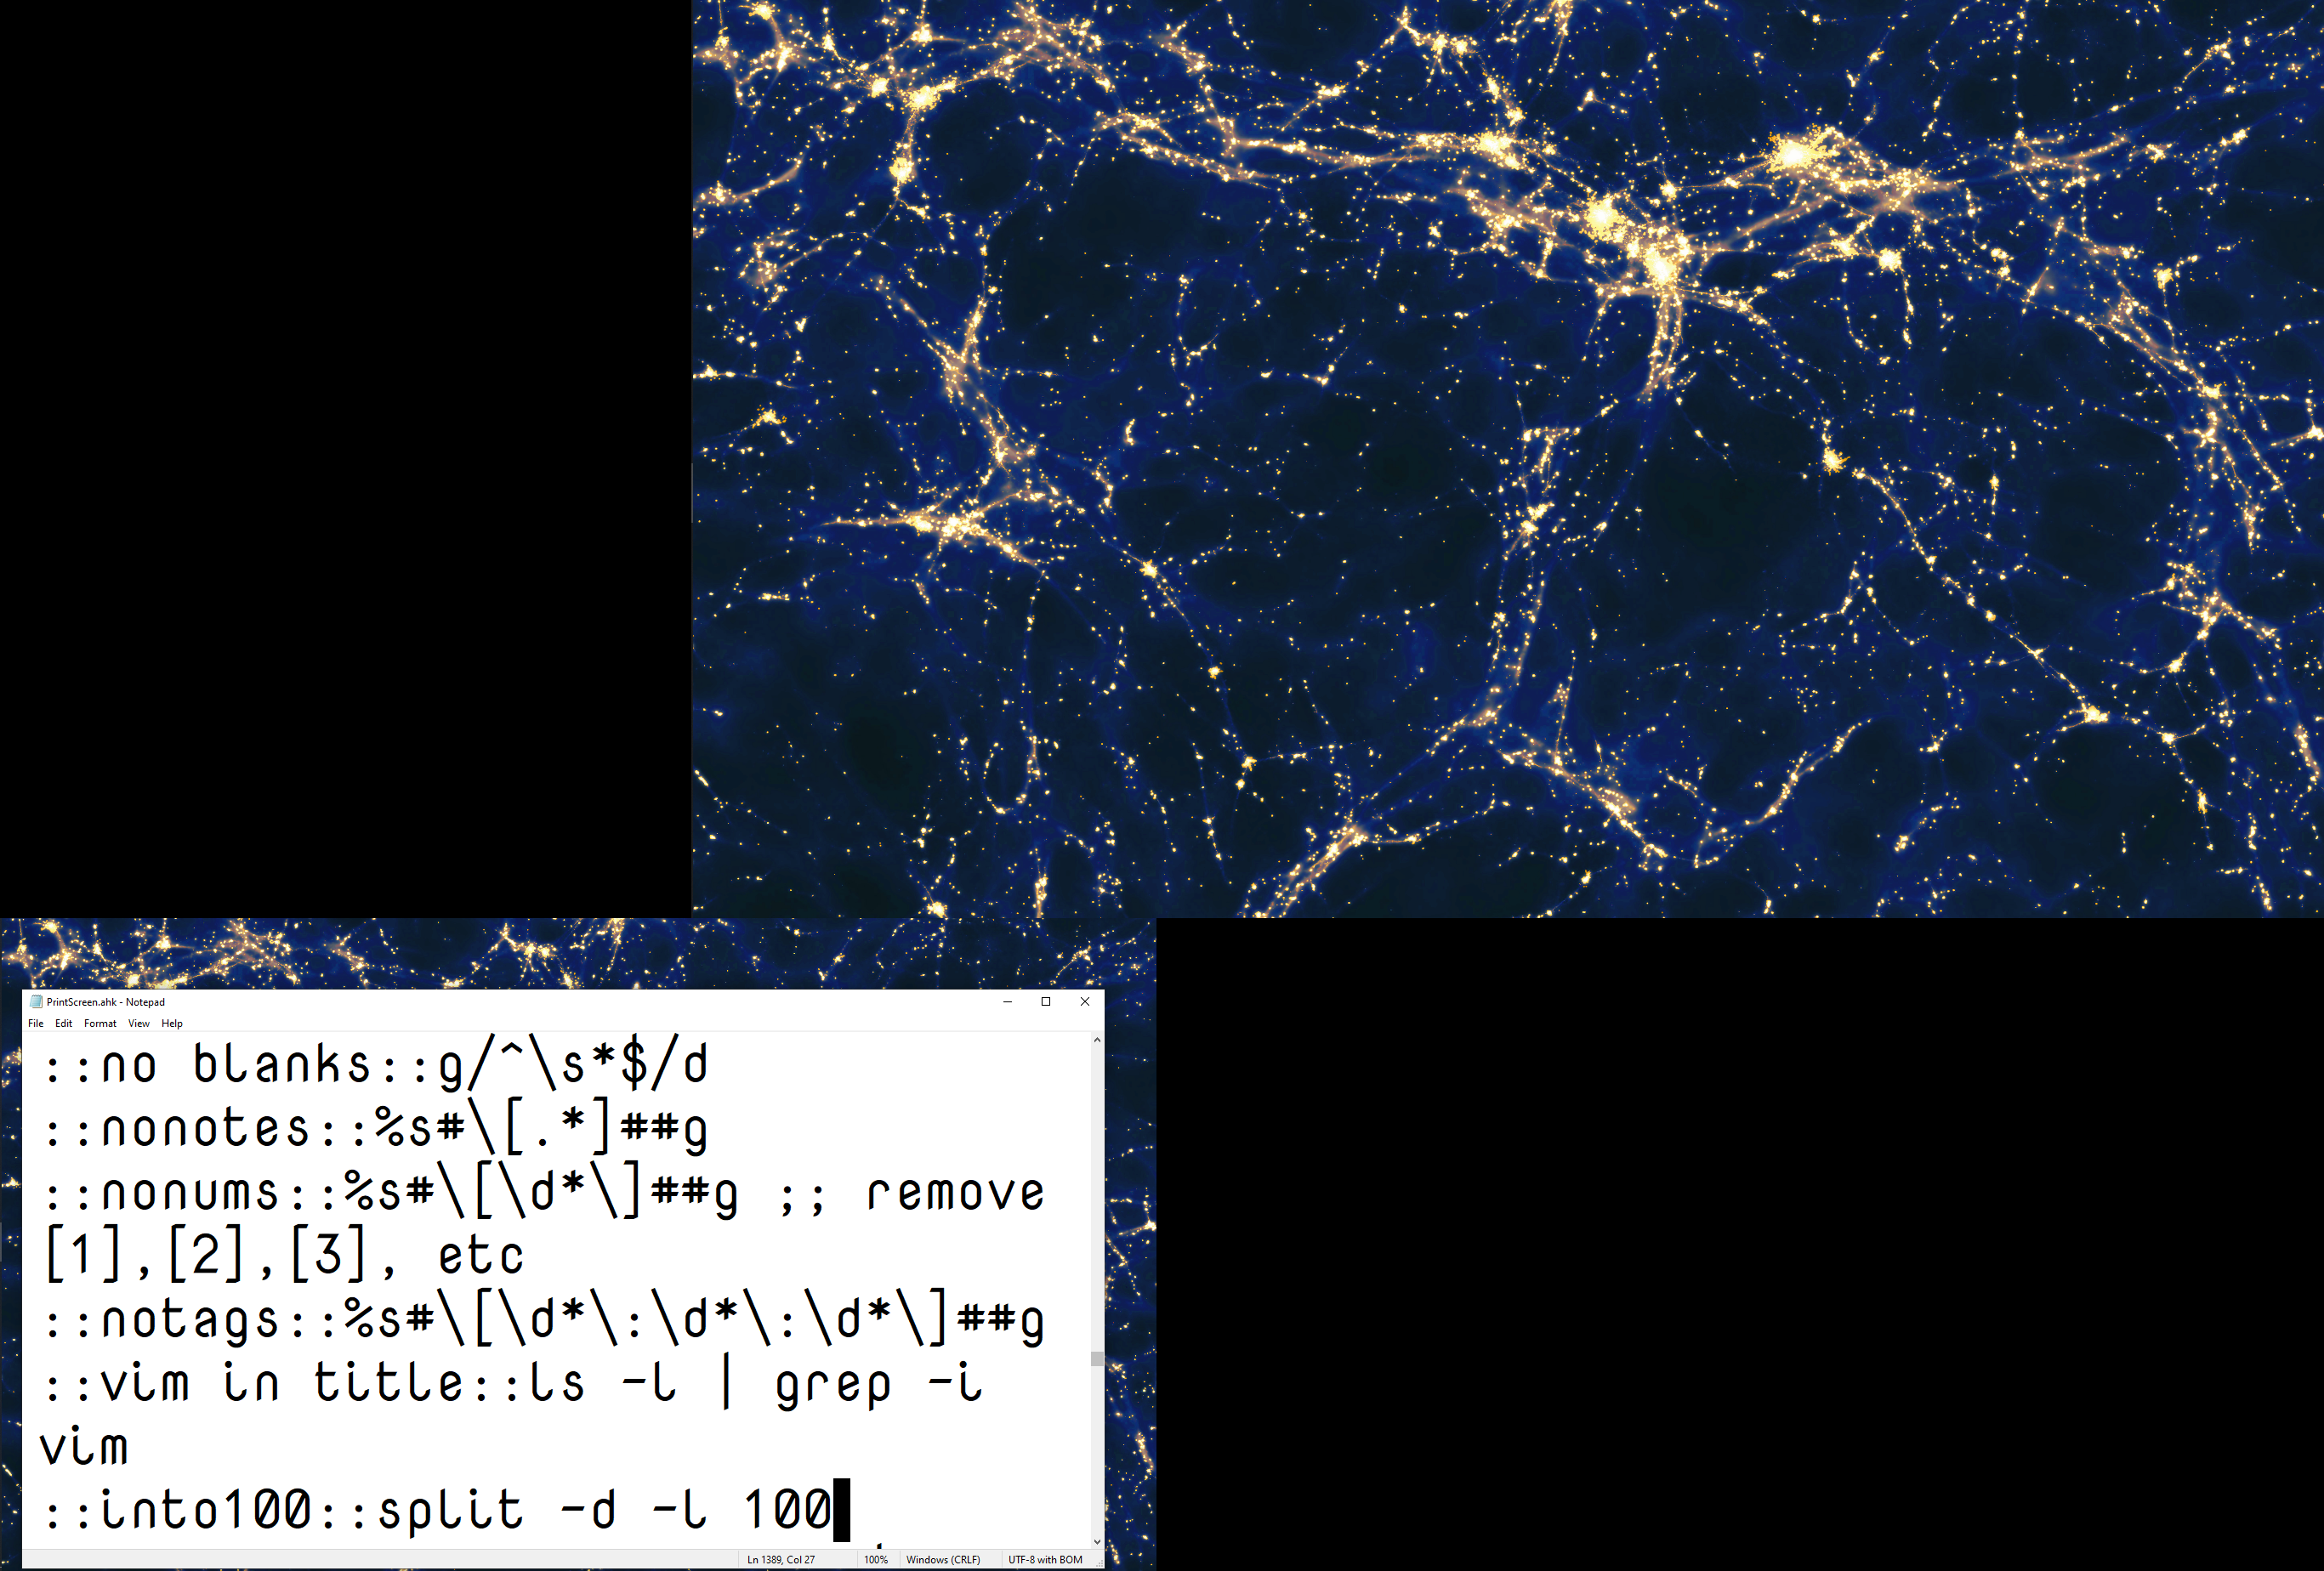 PrintScreen.ahk - Notepad
File Edit Format View Help
::no blanks::g/^\s*$/d
::nonotes::%s#\[.*]##g
::nonums::%s#\[\d*\]##g ;; remove
[1],[2],[3], etc
::notags::%s#\[\d*\:\d*\:\d*\]##g
::vim in title::ls -l | grep -i
vim
::into100::split -d -l 100
Ln 1389, Col 27 100% Windows (CRLF) UTF-8 with BOM